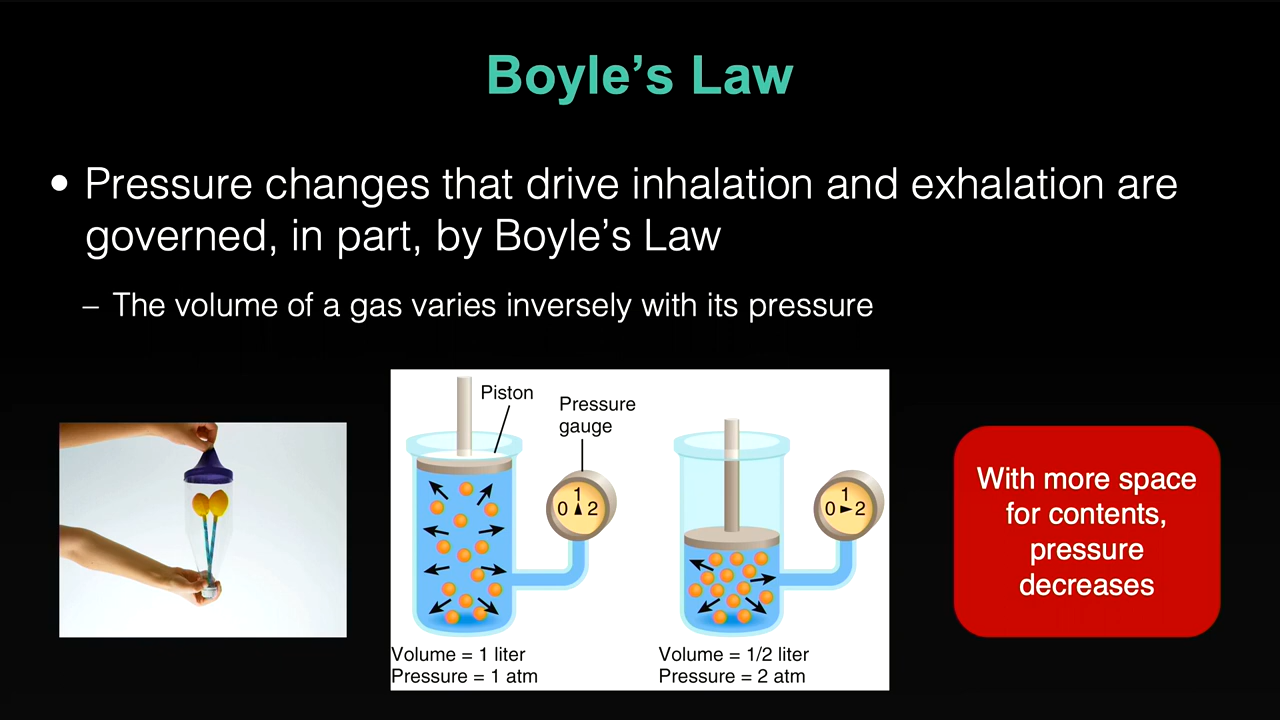 Boyle’s Law
• Pressure changes that drive inhalation and exhalation are
governed, in part, by Boyle’s Law
– The volume of a gas varies inversely with its pressure
Piston
Pressure
gauge
1
0 2
Volume = 1 liter
Pressure = 1 atm
1
0 2
Volume = 1/2 liter
Pressure = 2 atm
With more space
for contents,
pressure
decreases